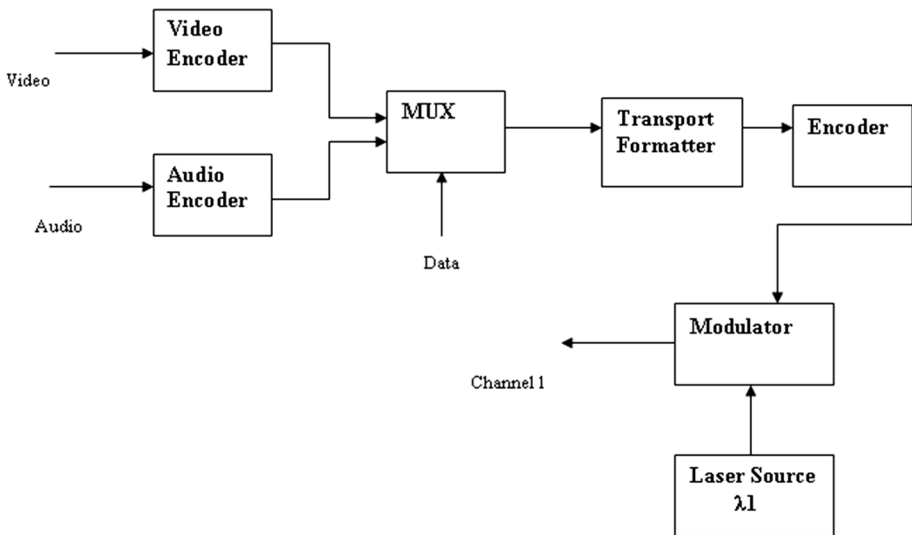 Video
Encoder
Video
MUX
Transport
Formatter
Encoder
Audio
Encoder
Audio
Data
Modulator
Channel 1
Laser Source
λ1